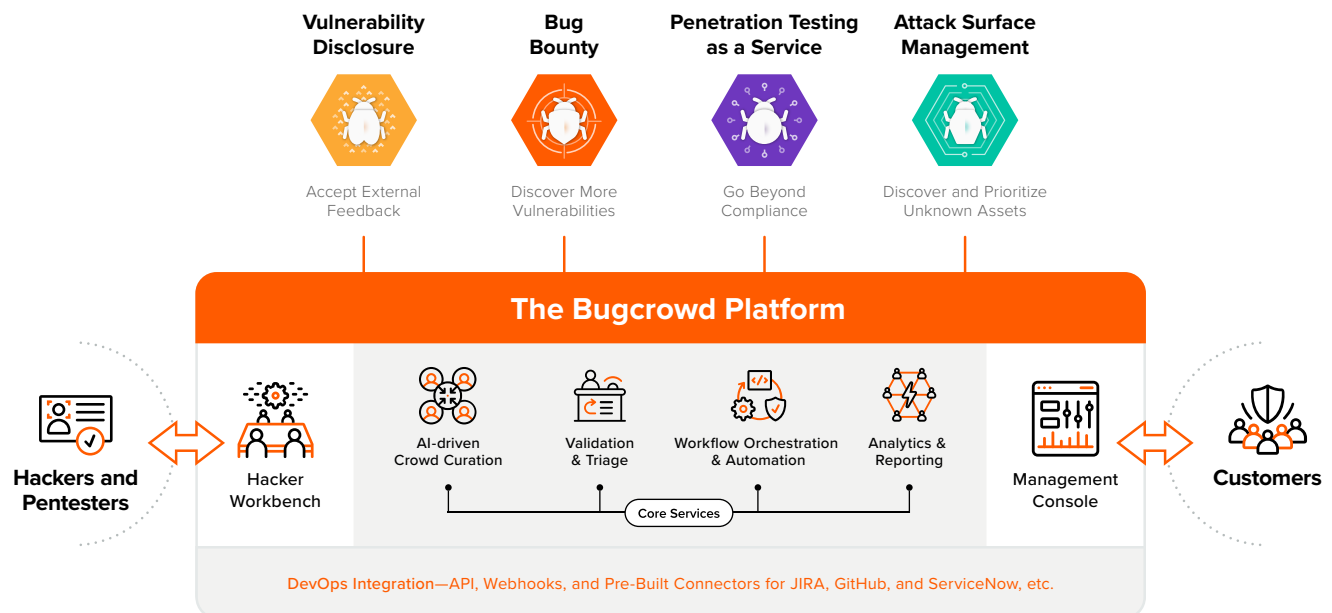 Vulnerability
Disclosure
Bug
Bounty
Penetration Testing
as a Service
Attack Surface
Management
Accept External
Feedback
Discover More
Vulnerabilities
Go Beyond
Compliance
Discover and Prioritize
Unknown Assets
The Bugcrowd Platform
Hackers and
Pentesters
Hacker
Workbench
AI-driven
Crowd Curation
Validation
& Triage
Workflow Orchestration
& Automation
Analytics &
Reporting
Core Services
Management
Console
Customers
DevOps Integration—API, Webhooks, and Pre-Built Connectors for JIRA, GitHub, and ServiceNow, etc.